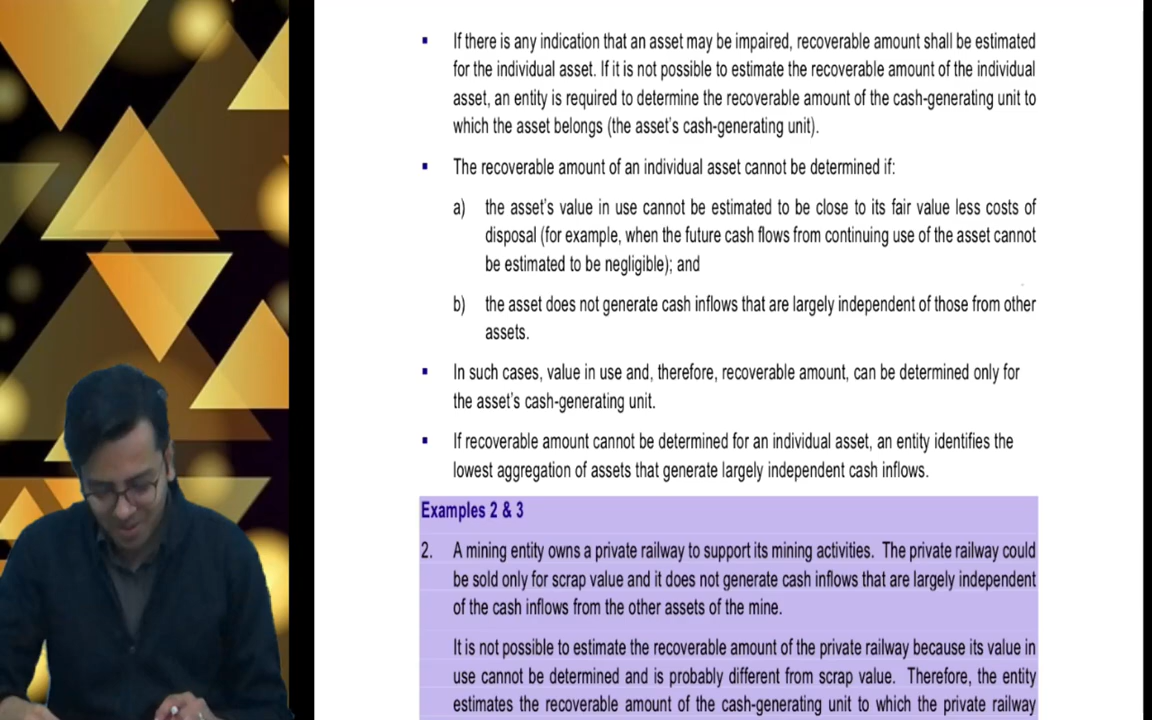 ▪ If there is any indication that an asset may be impaired, recoverable amount shall be estimated
for the individual asset. If it is not possible to estimate the recoverable amount of the individual
asset, an entity is required to determine the recoverable amount of the cash-generating unit to
which the asset belongs (the asset's cash-generating unit).
▪ The recoverable amount of an individual asset cannot be determined if:
a) the asset's value in use cannot be estimated to be close to its fair value less costs of
disposal (for example, when the future cash flows from continuing use of the asset cannot
be estimated to be negligible); and
b) the asset does not generate cash inflows that are largely independent of those from other
assets.
▪ In such cases, value in use and, therefore, recoverable amount, can be determined only for
the asset's cash-generating unit.
▪ If recoverable amount cannot be determined for an individual asset, an entity identifies the
lowest aggregation of assets that generate largely independent cash inflows.
Examples 2 & 3
2. A mining entity owns a private railway to support its mining activities. The private railway could
be sold only for scrap value and it does not generate cash inflows that are largely independent
of the cash inflows from the other assets of the mine.
It is not possible to estimate the recoverable amount of the private railway because its value in
use cannot be determined and is probably different from scrap value. Therefore, the entity
estimates the recoverable amount of the cash-generating unit to which the private railway